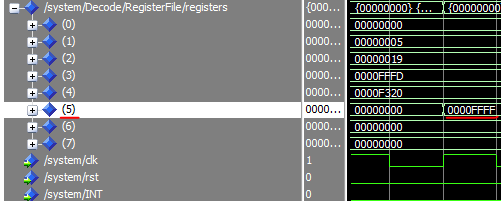 /system/Decode/RegisterFile/registers {000... {00000000} {... {00000000}
(0) 0000... 00000000
(1) 0000... 00000005
(2) 0000... 00000019
(3) 0000... 0000FFFD
(4) 0000... 0000F320
(5) 0000... 00000000 0000FFFF
(6) 0000... 00000000
(7) 0000... 00000000
/system/clk 1
/system/rst 0
/system/INT 0